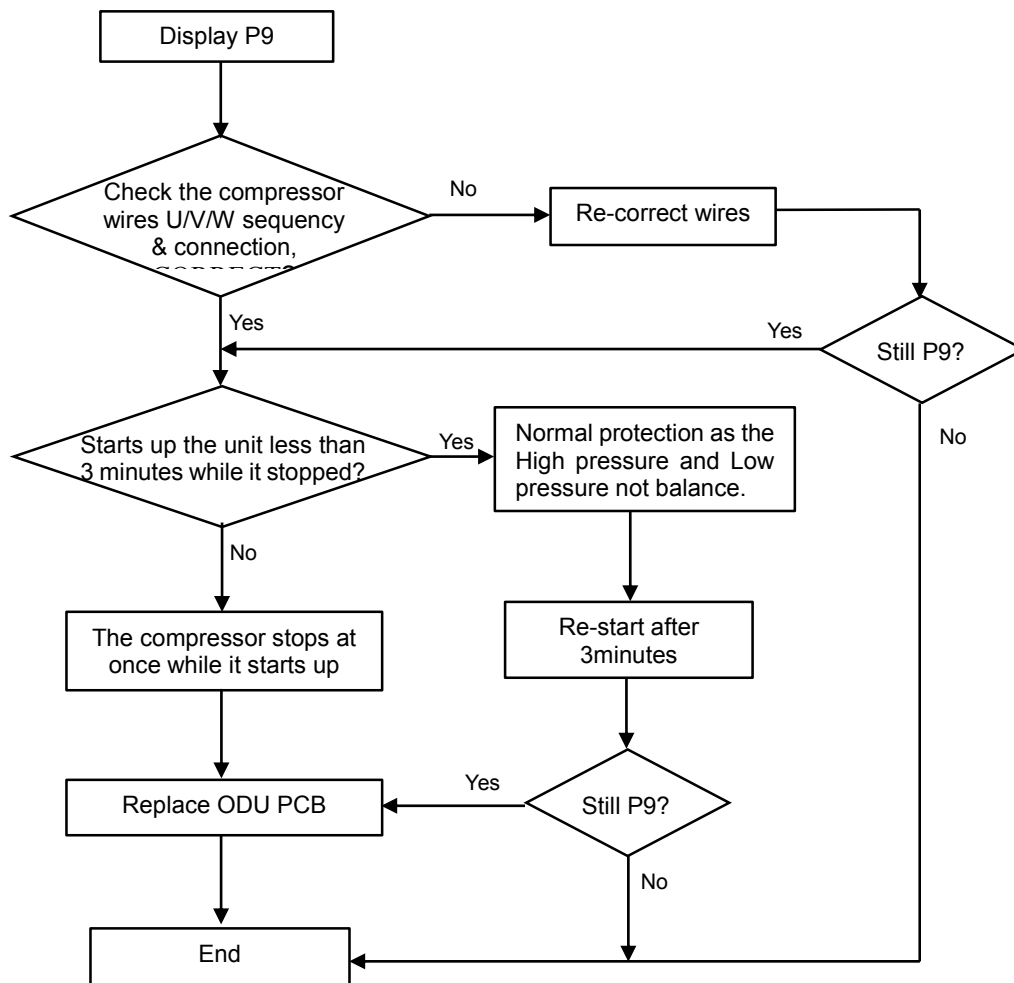 Display P9
Check the compressor
wires U/V/W sequency
& connection,
CORRECT?
No
Re-correct wires
Yes
Yes
Still P9?
No
Starts up the unit less than
3 minutes while it stopped?
Yes
Normal protection as the
High pressure and Low
pressure not balance.
No
The compressor stops at
once while it starts up
Re-start after
3minutes
Yes
Replace ODU PCB
Still P9?
No
End